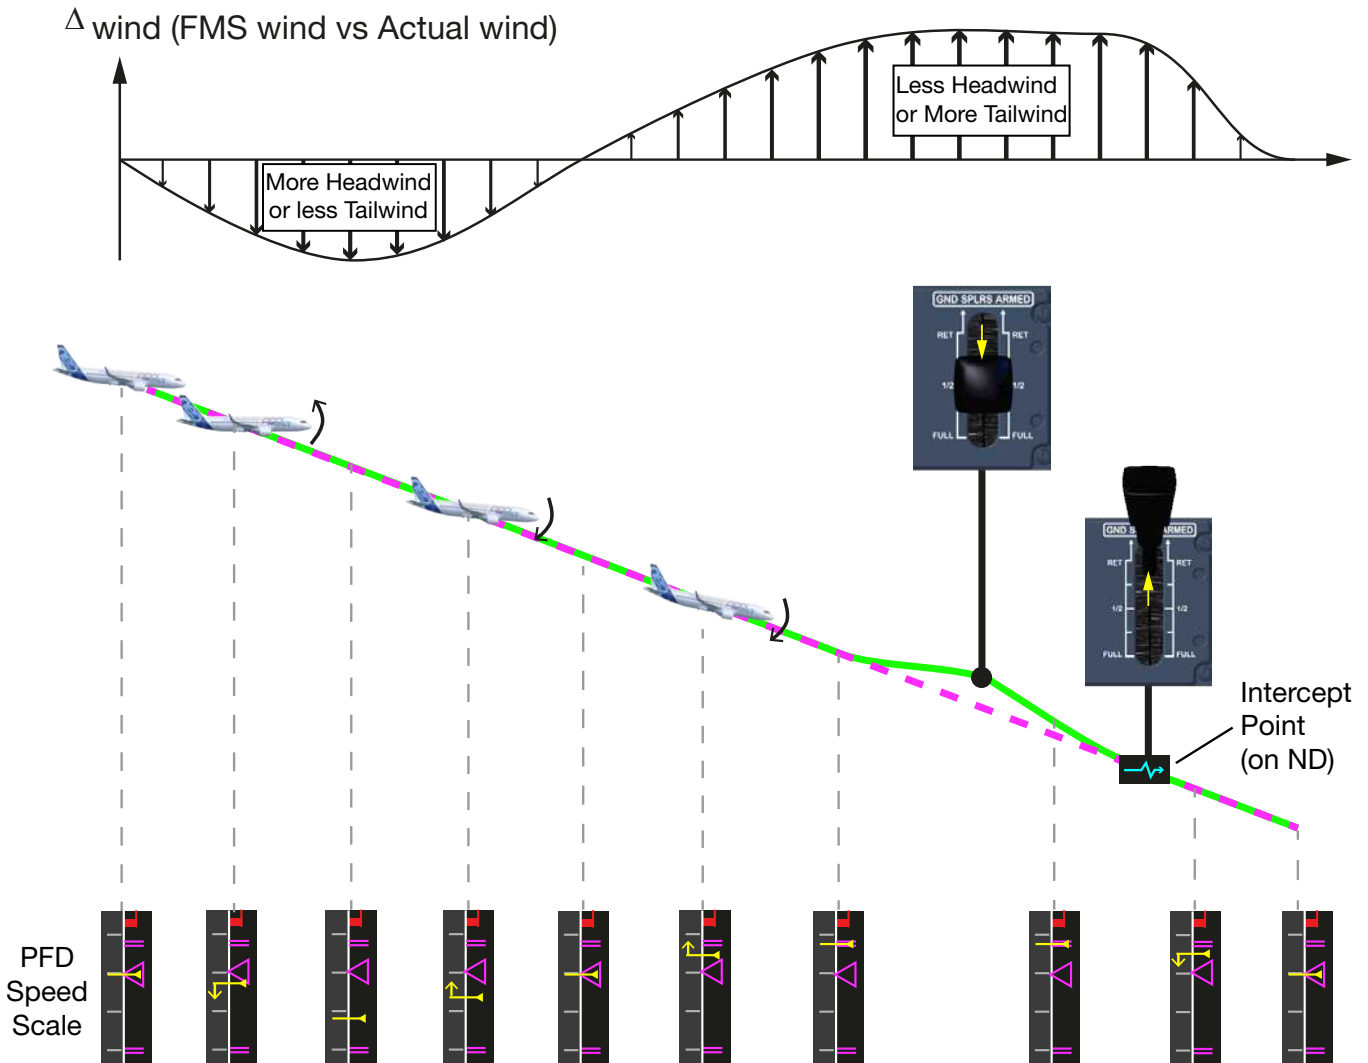 Δ wind (FMS wind vs Actual wind)
Less Headwind
or More Tailwind
More Headwind
or less Tailwind
GND SPLRS ARMED
RET RET
1/2 1/2
FULL FULL
GND S ARMED
RET RET
1/2 1/2
FULL FULL
Intercept
Point
(on ND)
PFD
Speed
Scale